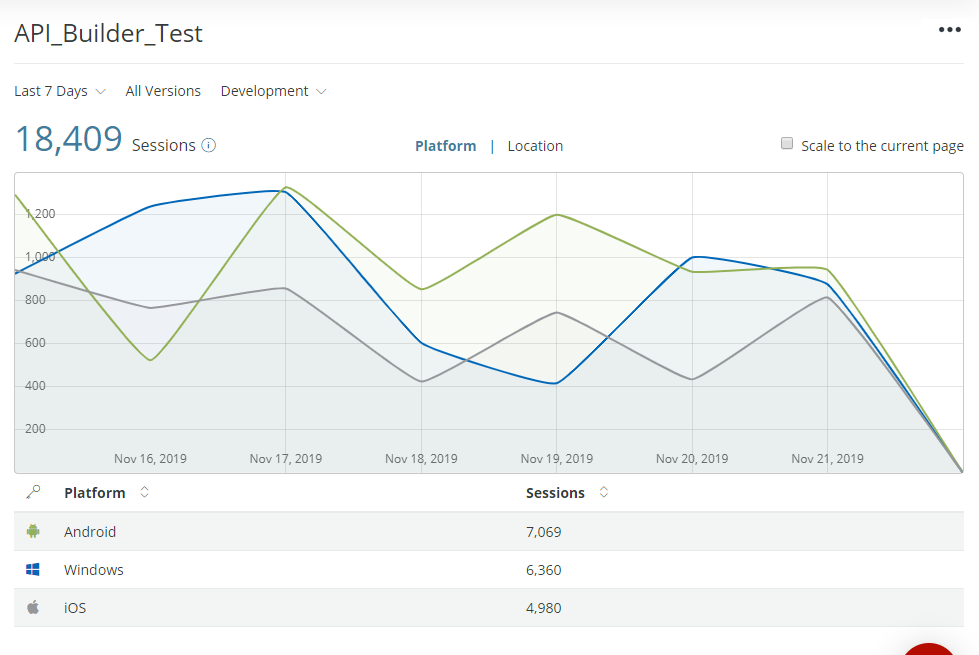 API_Builder_Test
Last 7 Days All Versions Development
18,409 Sessions
Platform | Location
Scale to the current page
1,200
1,000
800
600
400
200
Nov 16, 2019 Nov 17, 2019 Nov 18, 2019 Nov 19, 2019 Nov 20, 2019 Nov 21, 2019
Platform Sessions
Android 7,069
Windows 6,360
iOS 4,980